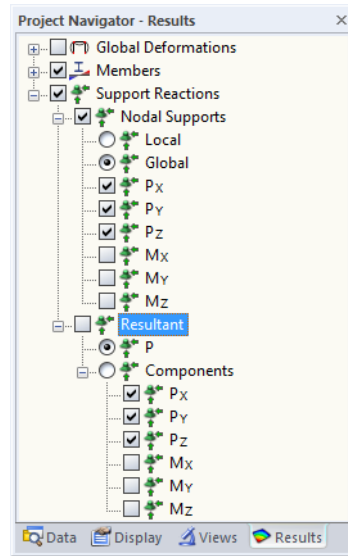 Project Navigator - Results
Global Deformations
Members
Support Reactions
Nodal Supports
Local
Global
PX
PY
PZ
MX
MY
MZ
Resultant
P
Components
PX
PY
PZ
MX
MY
MZ
Data Display Views Results